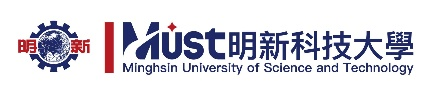 明 新 Must明新科技大學
Minghsin University of Science and Technology